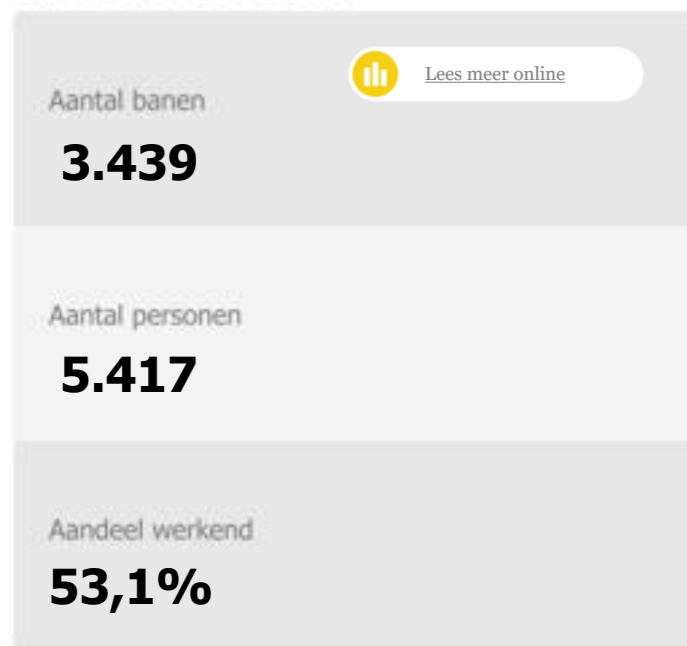 Lees meer online
Aantal banen
3.439
Aantal personen
5.417
Aandeel werkend
53,1%